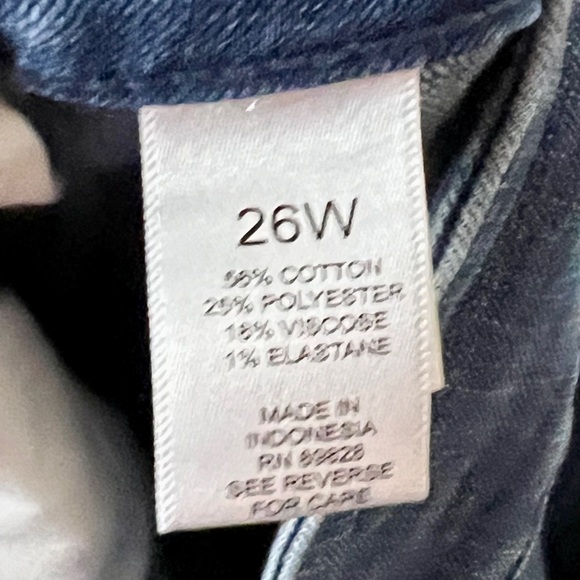 26W
56% COTTON
25% POLYESTER
18% VISCOSE
1% ELASTANE
MADE IN
INDONESIA
RN
SEE REVERSE
FOR CARE